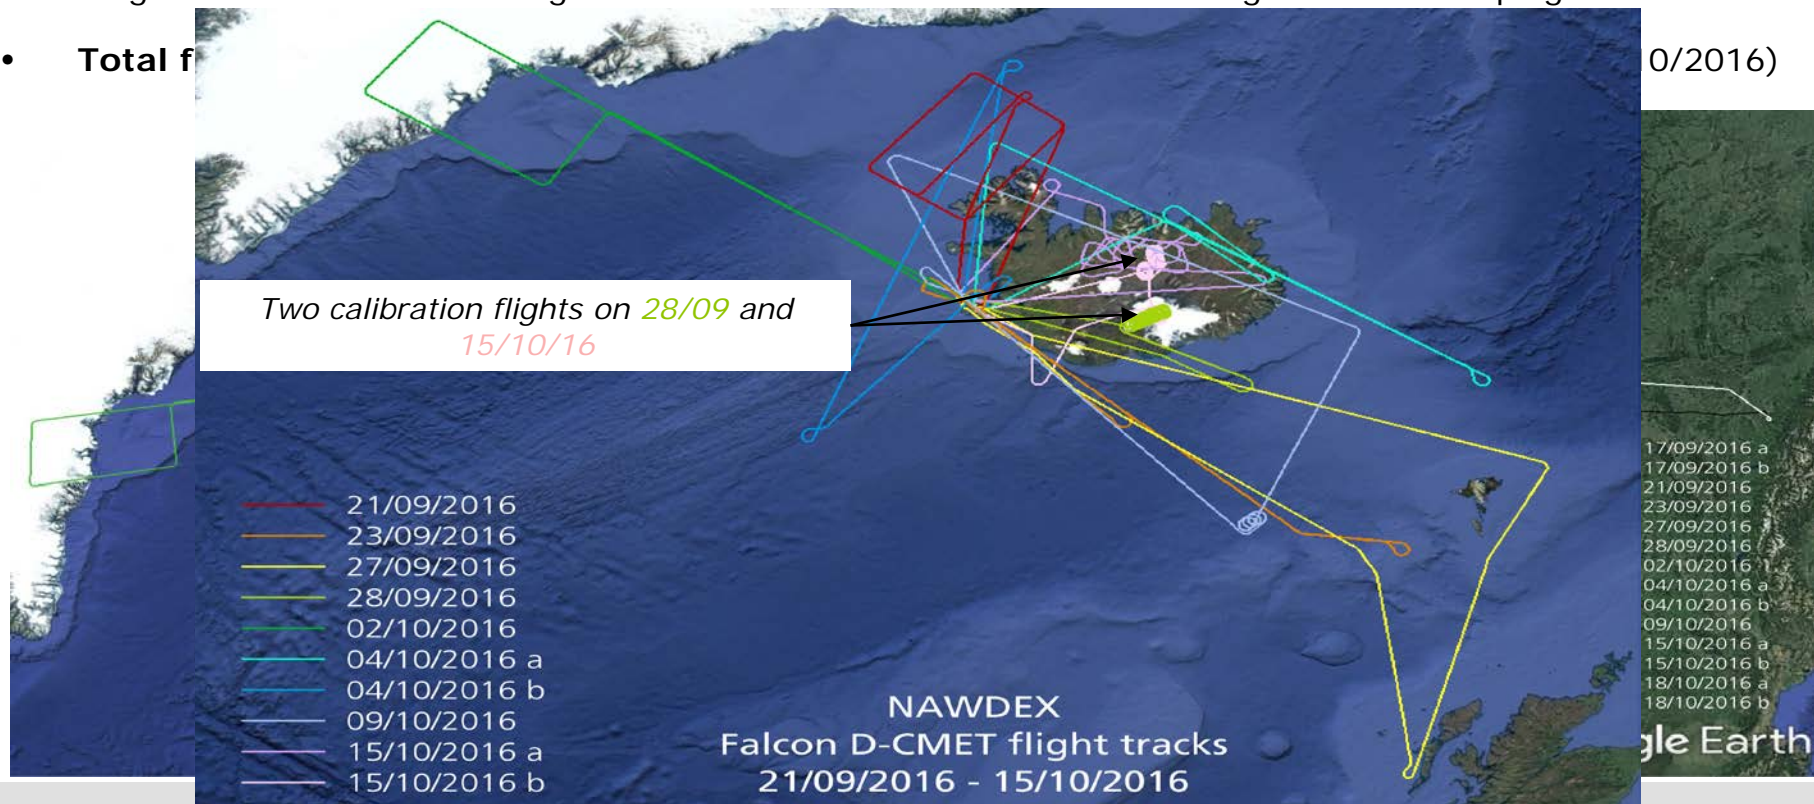 • Total f
0/2016)
Two calibration flights on 28/09 and
15/10/16
21/09/2016
23/09/2016
27/09/2016
28/09/2016
02/10/2016
04/10/2016 a
04/10/2016 b
09/10/2016
15/10/2016 a
15/10/2016 b
NAWDEX
Falcon D-CMET flight tracks
21/09/2016 - 15/10/2016
17/09/2016 a
17/09/2016 b
21/09/2016
23/09/2016
27/09/2016
28/09/2016
02/10/2016
04/10/2016 a
04/10/2016 b
09/10/2016
15/10/2016 a
15/10/2016 b
18/10/2016 a
18/10/2016 b
gle Earth